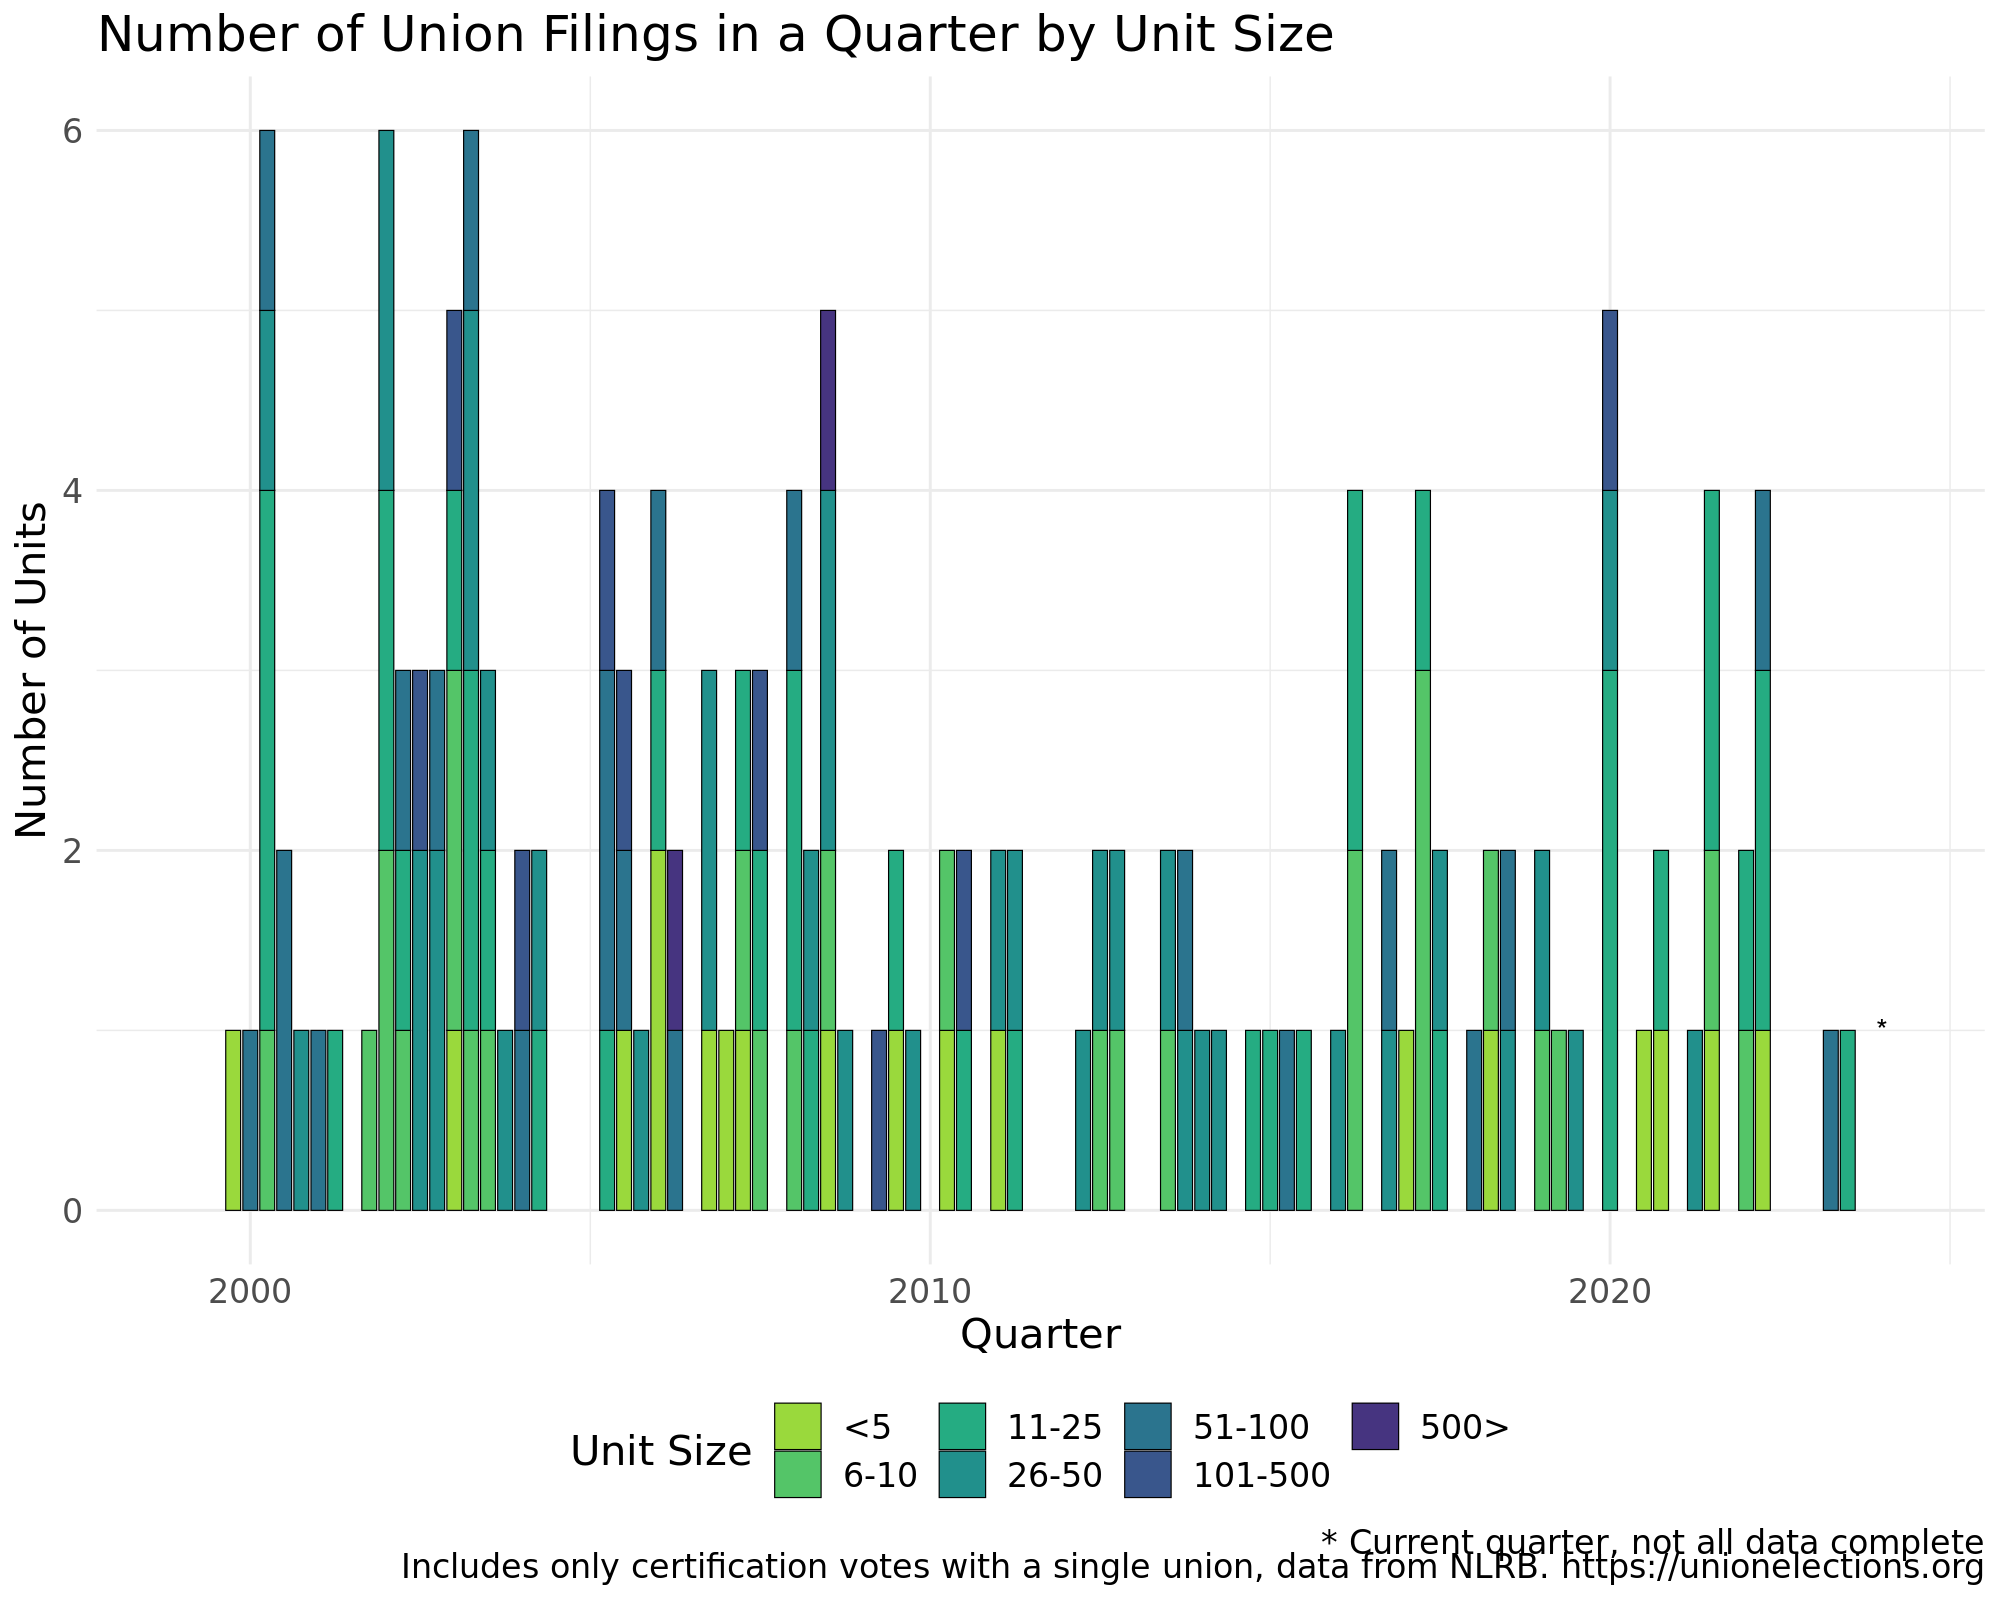 Number of Union Filings in a Quarter by Unit Size
6
4
2
0
Number of Units
*
2000 2010 2020
Quarter
Unit Size
<5 11-25 51-100 500>
6-10 26-50 101-500
* Current quarter, not all data complete
Includes only certification votes with a single union, data from NLRB. https://unionelections.org